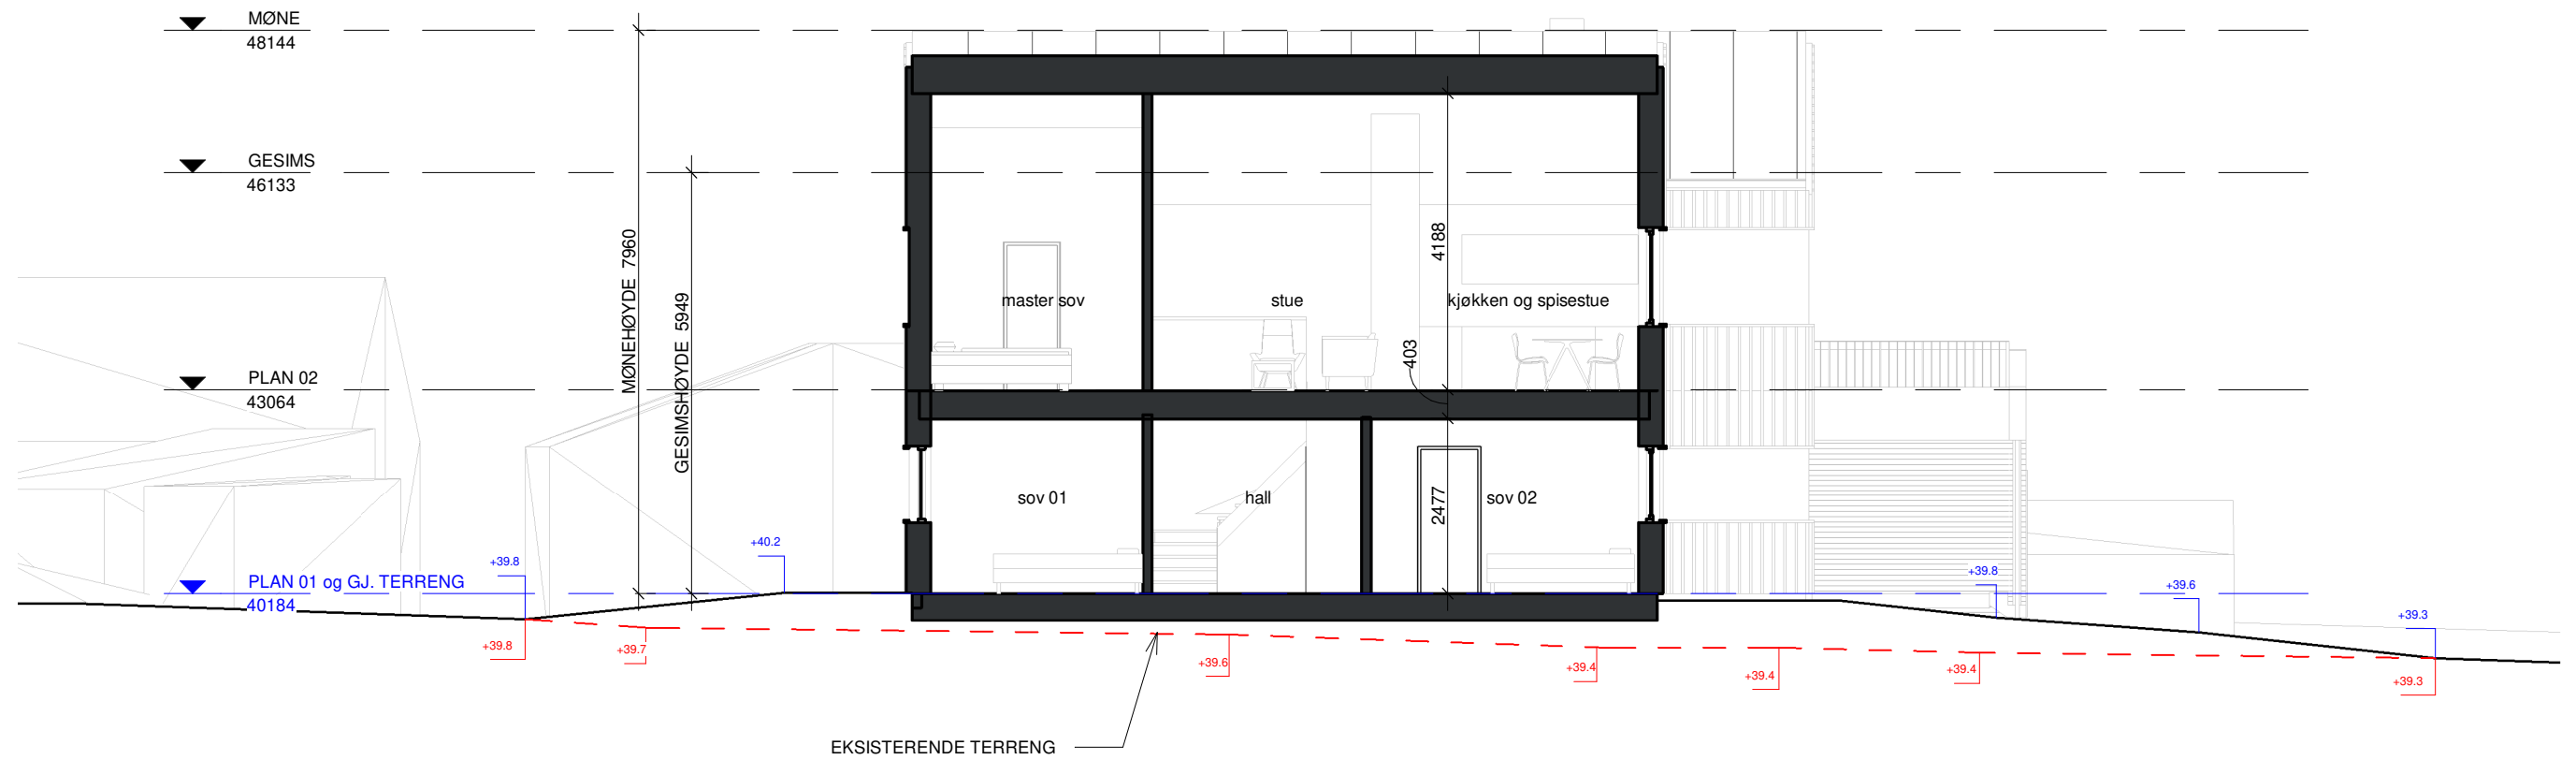 MØNE
48144
GESIMS
46133
MØNEHØYDE 7960
GESIMSHØYDE 5949
4188
master sov
stue
kjøkken og spisestue
403
PLAN 02
43064
2477
sov 01
hall
sov 02
+39.8
+40.2
PLAN 01 og GJ. TERRENG
40184
+39.8
+39.6
+39.3
+39.8
+39.7
+39.6
+39.4
+39.4
+39.4
+39.3
EKSISTERENDE TERRENG